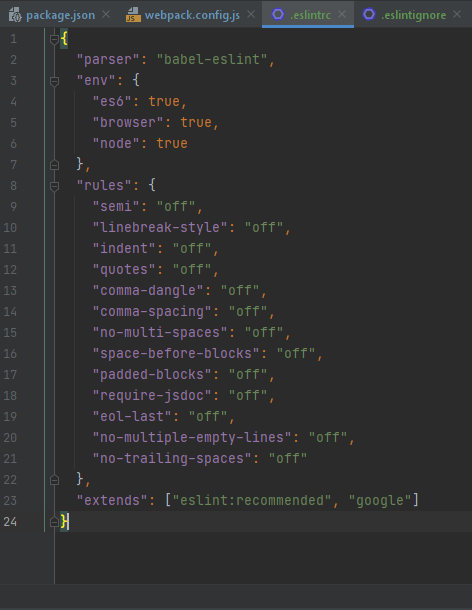 package.json × webpack.config.js × .eslintrc × .eslintignore ×
1 {
2 "parser": "babel-eslint",
3 "env": {
4 "es6": true,
5 "browser": true,
6 "node": true
7 },
8 "rules": {
9 "semi": "off",
10 "linebreak-style": "off",
11 "indent": "off",
12 "quotes": "off",
13 "comma-dangle": "off",
14 "comma-spacing": "off",
15 "no-multi-spaces": "off",
16 "space-before-blocks": "off",
17 "padded-blocks": "off",
18 "require-jsdoc": "off",
19 "eol-last": "off",
20 "no-multiple-empty-lines": "off",
21 "no-trailing-spaces": "off"
22 },
23 "extends": ["eslint:recommended", "google"]
24 }